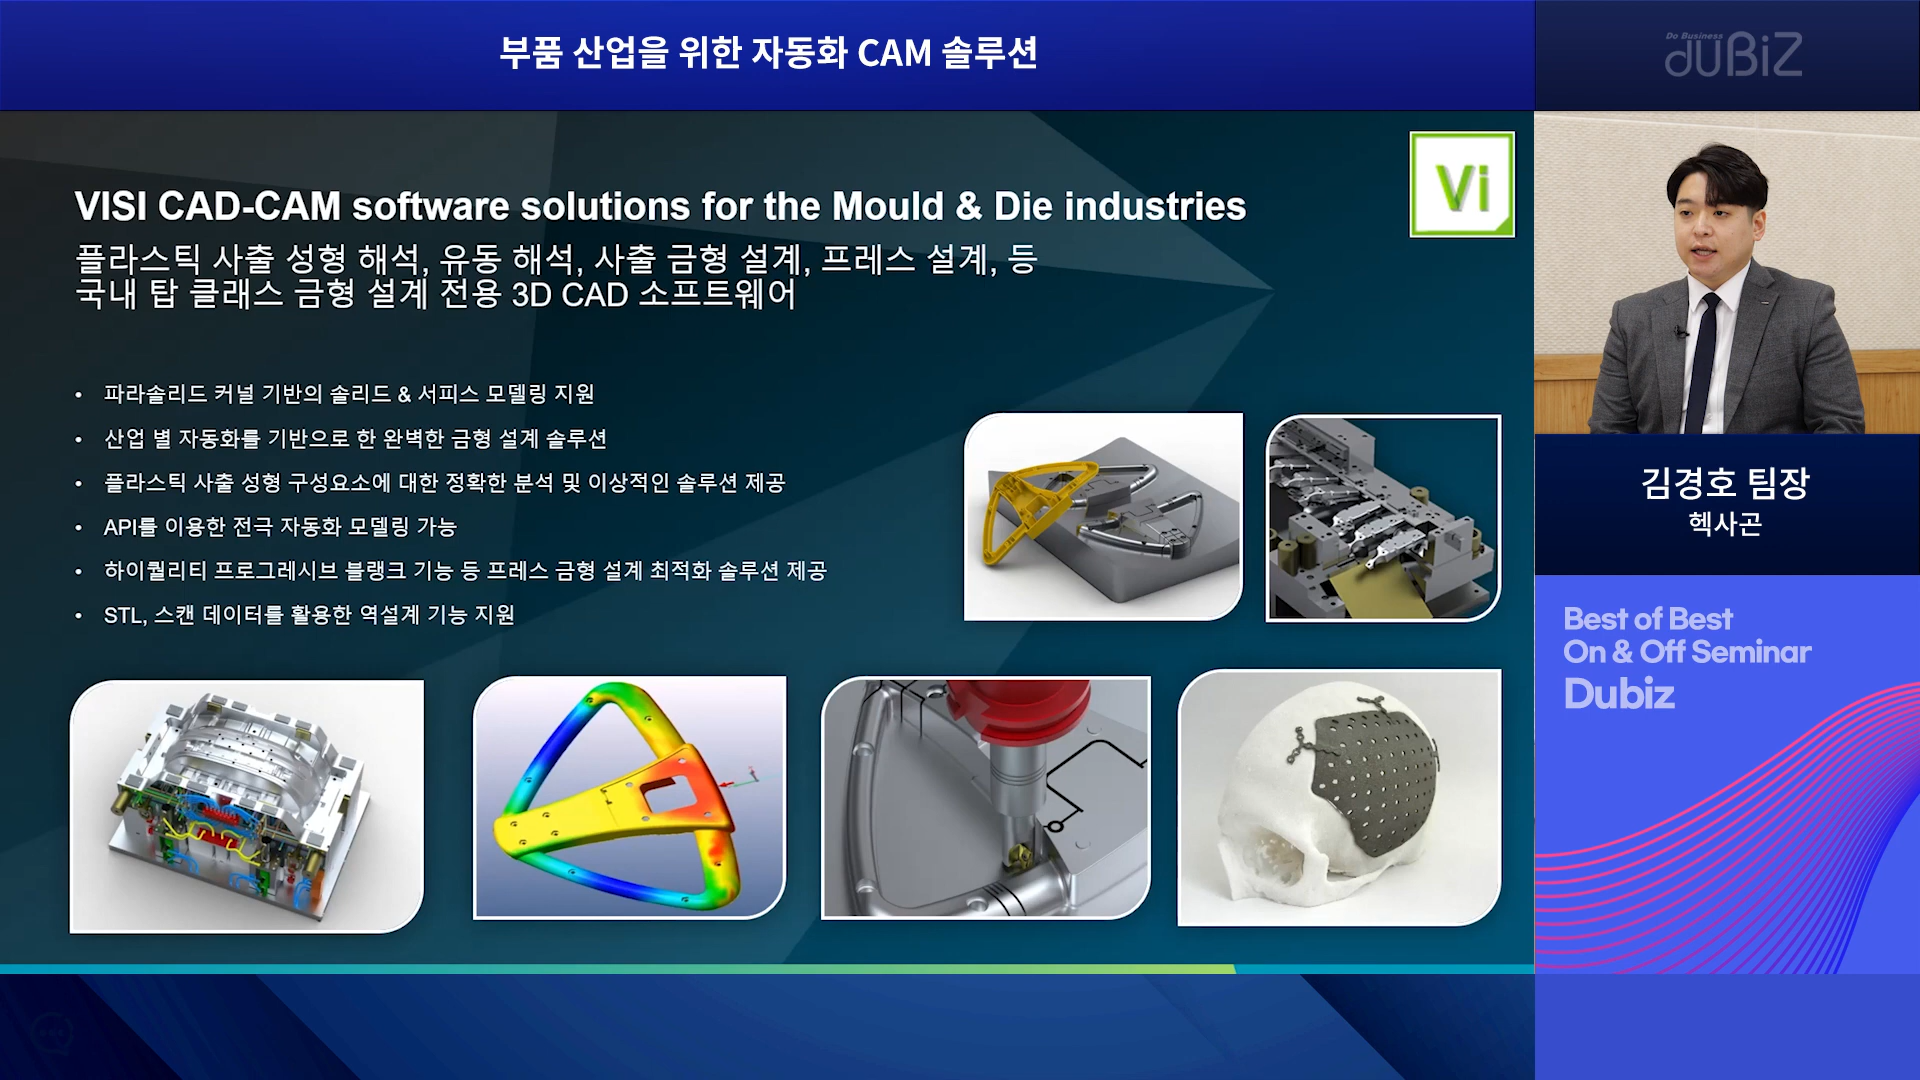 부품 산업을 위한 자동화 CAM 솔루션
Do Business
duBiZ
Vi
VISI CAD-CAM software solutions for the Mould & Die industries
플라스틱 사출 성형 해석, 유동 해석, 사출 금형 설계, 프레스 설계, 등
국내 탑 클래스 금형 설계 전용 3D CAD 소프트웨어
• 파라솔리드 커널 기반의 솔리드 & 서피스 모델링 지원
• 산업 별 자동화를 기반으로 한 완벽한 금형 설계 솔루션
• 플라스틱 사출 성형 구성요소에 대한 정확한 분석 및 이상적인 솔루션 제공
• API를 이용한 전극 자동화 모델링 가능
• 하이퀄리티 프로그레시브 블랭크 기능 등 프레스 금형 설계 최적화 솔루션 제공
• STL, 스캔 데이터를 활용한 역설계 기능 지원
김경호 팀장
헥사곤
Best of Best
On & Off Seminar
Dubiz